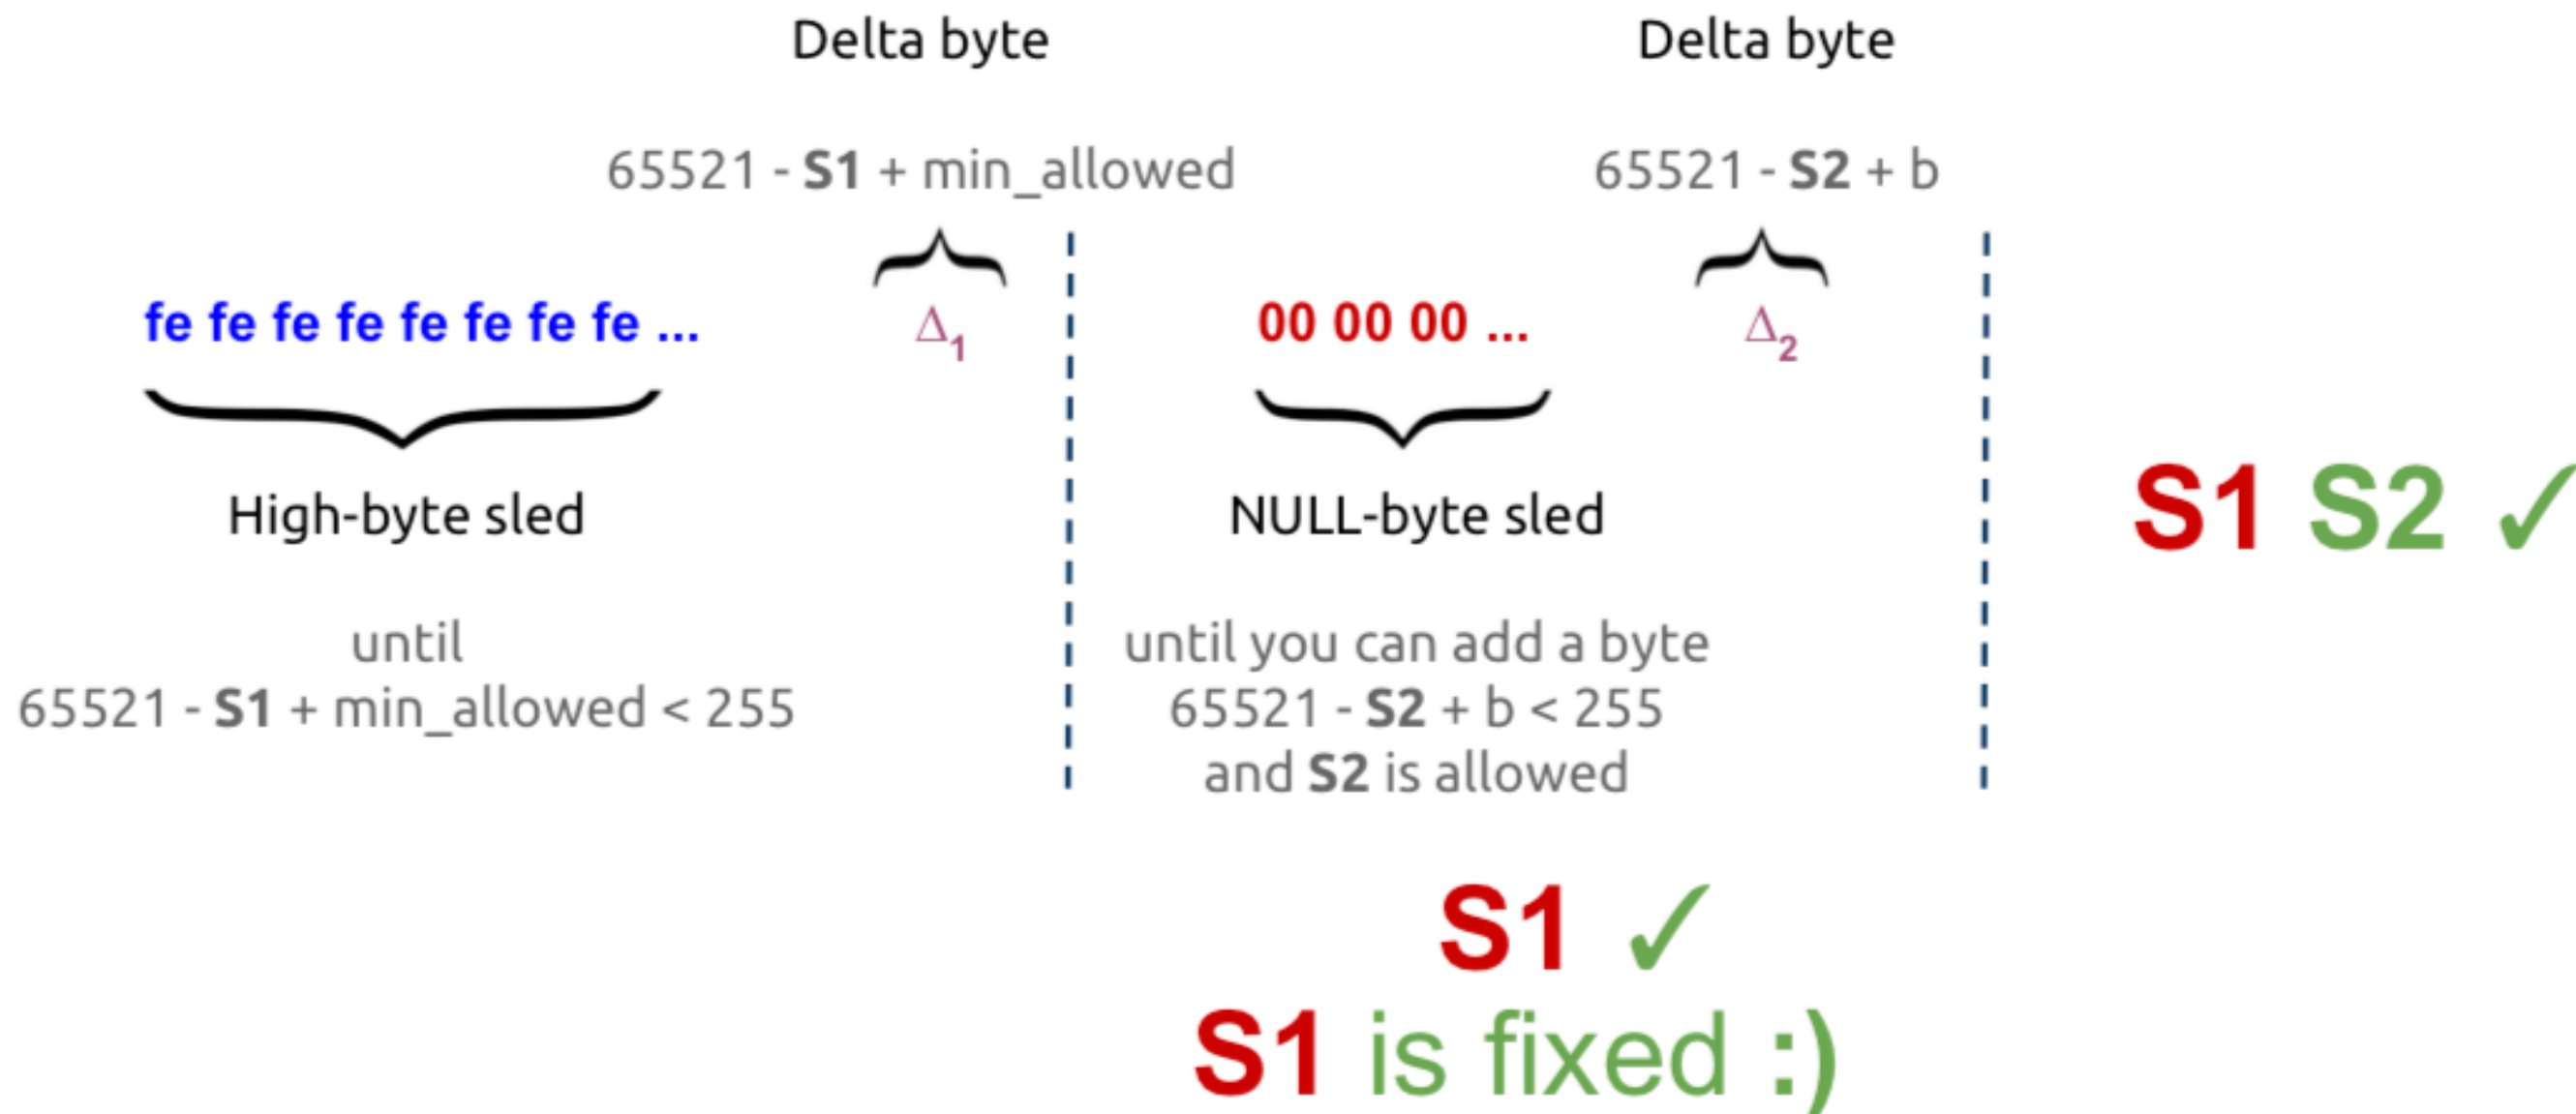 Delta byte
Delta byte
65521 - S1 + min_allowed
65521 - S2 + b
fe fe fe fe fe fe fe fe ...
Δ1
00 00 00 ...
Δ2
High-byte sled
NULL-byte sled
S1 S2 ✓
until
65521 - S1 + min_allowed < 255
until you can add a byte
65521 - S2 + b < 255
and S2 is allowed
S1 ✓
S1 is fixed :)